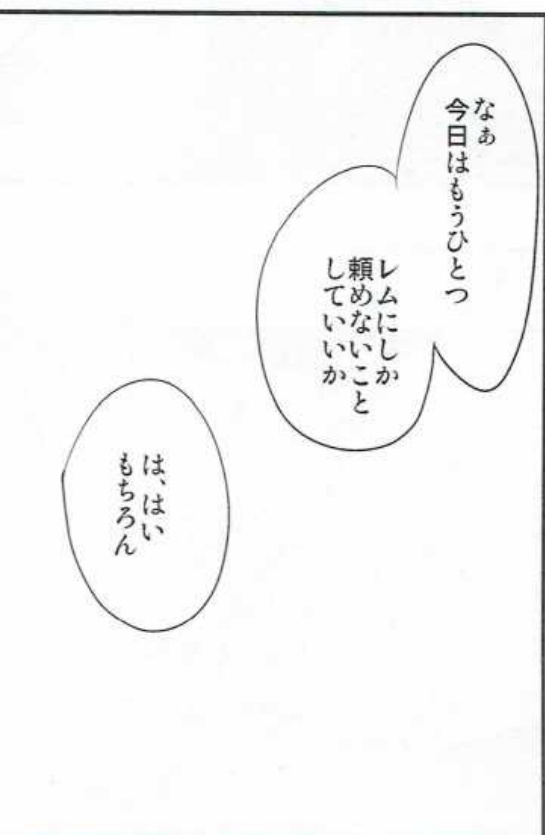 なぁ
今日はもうひとつ
レムにしか
頼めないこと
していいか
は、はい
もちろん